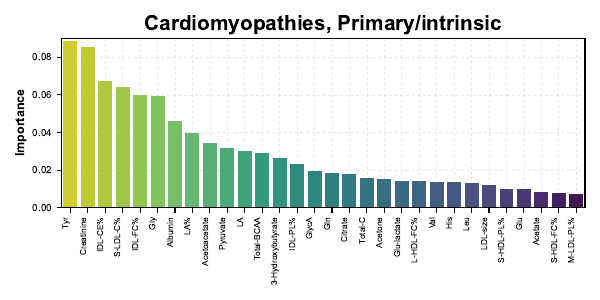 Cardiomyopathies, Primary/intrinsic
Importance
0.08
0.06
0.04
0.02
0.00
Tyr
Creatinine
IDL-CE%
S-LDL-C%
IDL-FC%
Gly
Albumin
LA%
Acetoacetate
Pyruvate
LA
Total-BCAA
3-Hydroxybutyrate
IDL-PL%
GlycA
Gln
Citrate
Total-C
Acetone
Glu-lactate
L-HDL-FC%
Val
His
Leu
LDL-size
S-HDL-PL%
Glu
Acetate
S-HDL-FC%
M-LDL-PL%